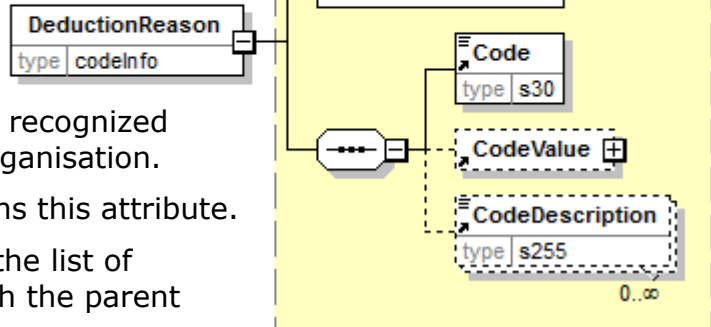 DeductionReason
type codeInfo
recognized
ganisation.
ns this attribute.
the list of
h the parent
Code
type s30
CodeValue
CodeDescription
type s255
0..∞